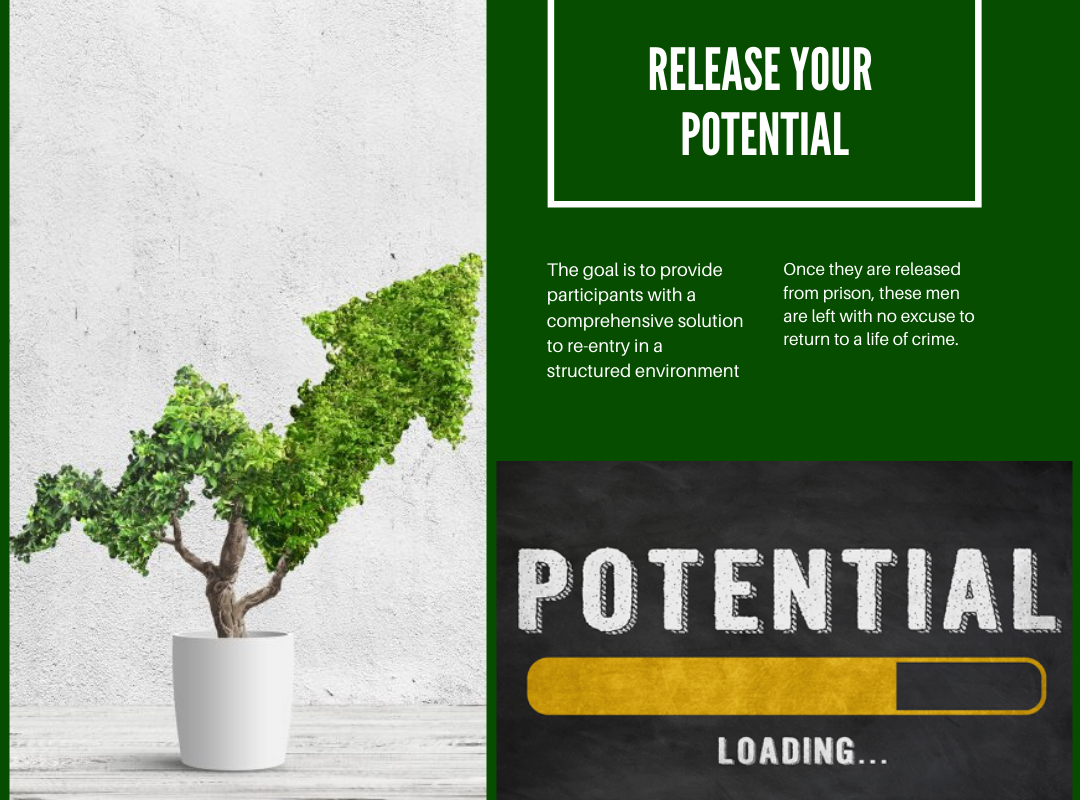 RELEASE YOUR
POTENTIAL
The goal is to provide
participants with a
comprehensive solution
to re-entry in a
structured environment
Once they are released
from prison, these men
are left with no excuse to
return to a life of crime.
POTENTIAL
LOADING...